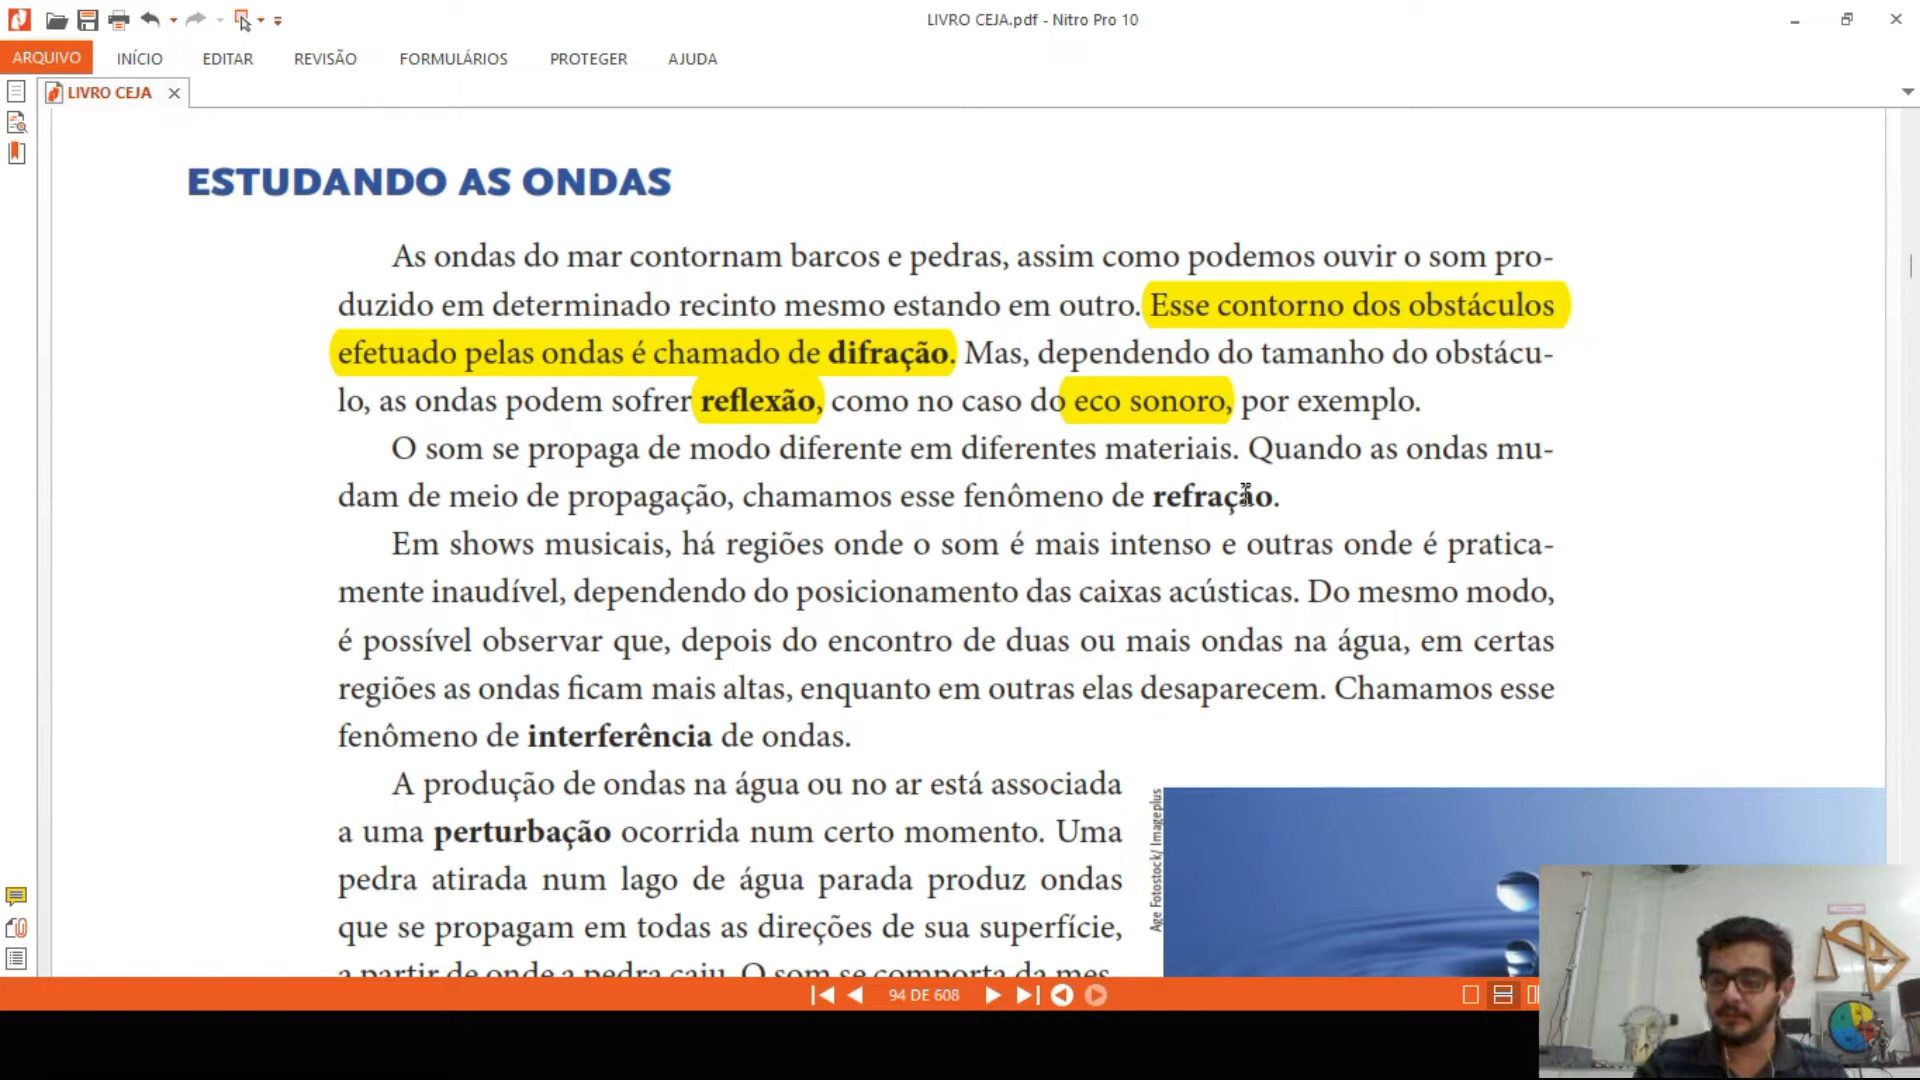 LIVRO CEJA.pdf - Nitro Pro 10
ARQUIVO INÍCIO EDITAR REVISÃO FORMULÁRIOS PROTEGER AJUDA
LIVRO CEJA
ESTUDANDO AS ONDAS
As ondas do mar contornam barcos e pedras, assim como podemos ouvir o som pro-
duzido em determinado recinto mesmo estando em outro. Esse contorno dos obstáculos
efetuado pelas ondas é chamado de difração. Mas, dependendo do tamanho do obstácu-
lo, as ondas podem sofrer reflexão, como no caso do eco sonoro, por exemplo.
O som se propaga de modo diferente em diferentes materiais. Quando as ondas mu-
dam de meio de propagação, chamamos esse fenômeno de refração.
Em shows musicais, há regiões onde o som é mais intenso e outras onde é pratica-
mente inaudível, dependendo do posicionamento das caixas acústicas. Do mesmo modo,
é possível observar que, depois do encontro de duas ou mais ondas na água, em certas
regiões as ondas ficam mais altas, enquanto em outras elas desaparecem. Chamamos esse
fenômeno de interferência de ondas.
A produção de ondas na água ou no ar está associada
a uma perturbação ocorrida num certo momento. Uma
pedra atirada num lago de água parada produz ondas
que se propagam em todas as direções de sua superfície,
a partir de onde a pedra caiu. O som se comporta da mes-
Age Fotostock/ Imageplus
94 DE 608